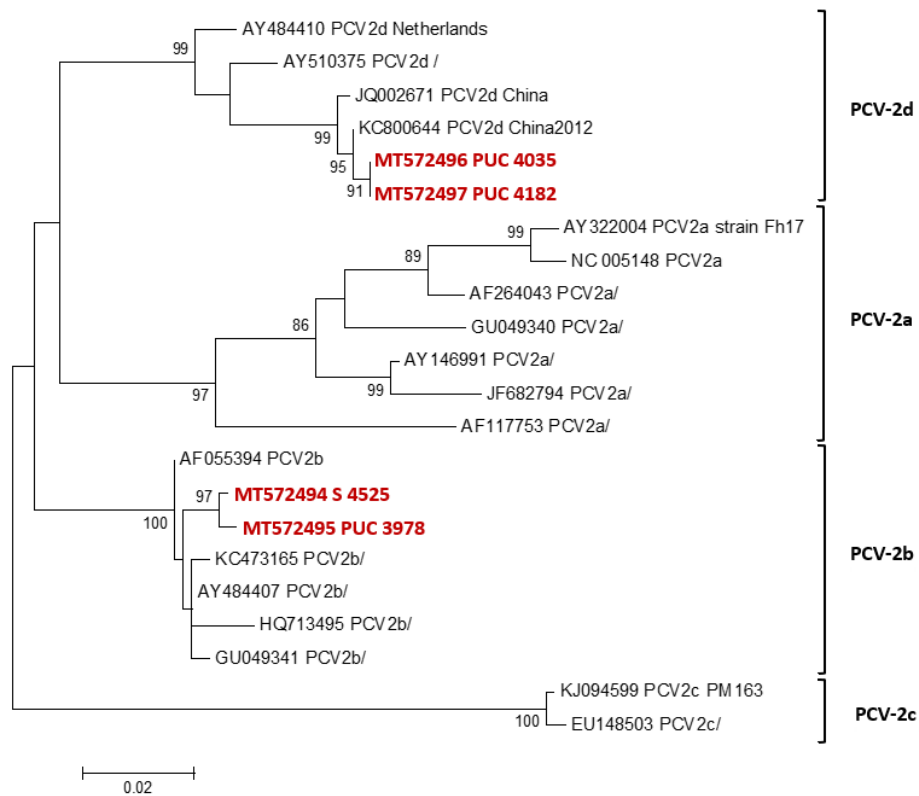 AY484410 PCV2d Netherlands
99
AY510375 PCV2d /
JQ002671 PCV2d China
PCV-2d
KC800644 PCV2d China2012
99
MT572496 PUC 4035
95
91
MT572497 PUC 4182
AY322004 PCV2a strain Fh17
99
NC 005148 PCV2a
89
AF264043 PCV2a/
PCV-2a
GU049340 PCV2a/
86
AY146991 PCV2a/
99
JF682794 PCV2a/
97
AF117753 PCV2a/
AF055394 PCV2b
97
MT572494 S 4525
100
MT572495 PUC 3978
PCV-2b
KC473165 PCV2b/
AY484407 PCV2b/
HQ713495 PCV2b/
GU049341 PCV2b/
KJ094599 PCV2c PM163
PCV-2c
100
EU148503 PCV2c/
0.02